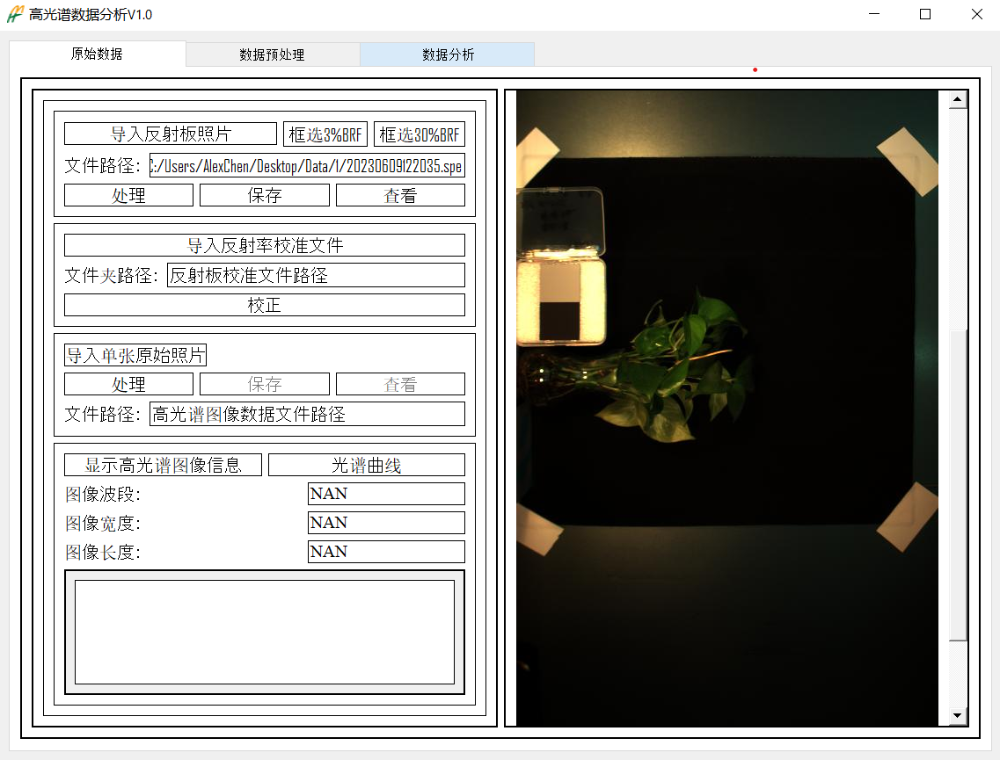 高光谱数据分析V1.0
原始数据 数据预处理 数据分析
导入反射板照片 框选3%BRF 框选30%BRF
文件路径: C:/Users/AlexChen/Desktop/Data/1/20230609122035.spe
处理 保存 查看
导入反射率校准文件
文件夹路径: 反射板校准文件路径
校正
导入单张原始照片
处理 保存 查看
文件路径: 高光谱图像数据文件路径
显示高光谱图像信息 光谱曲线
图像波段: NAN
图像宽度: NAN
图像长度: NAN